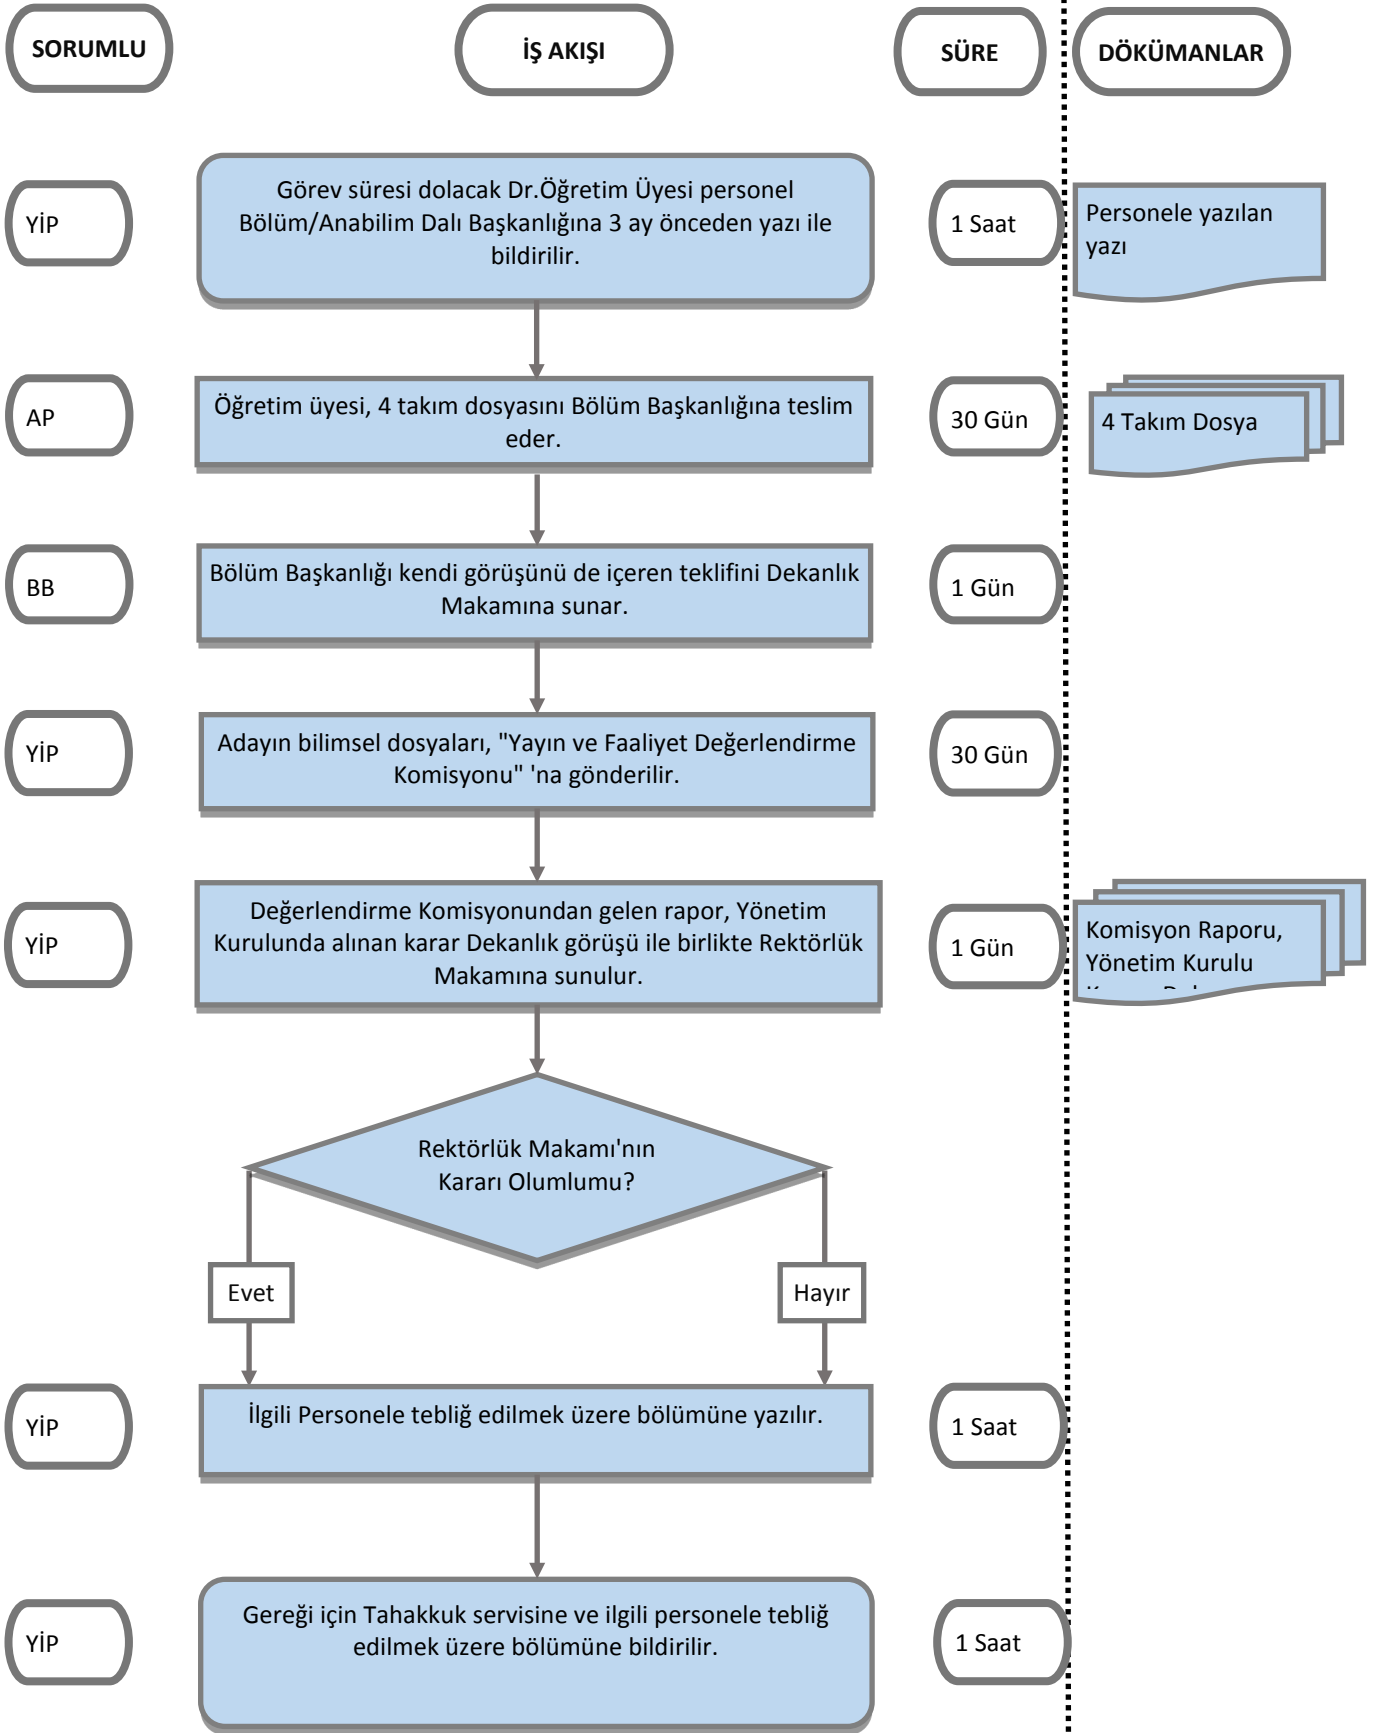 SORUMLU
İŞ AKIŞI
SÜRE
DÖKÜMANLAR
YİP
Görev süresi dolacak Dr.Öğretim Üyesi personel
Bölüm/Anabilim Dalı Başkanlığına 3 ay önceden yazı ile
bildirilir.
1 Saat
Personele yazılan
yazı
AP
Öğretim üyesi, 4 takım dosyasını Bölüm Başkanlığına teslim
eder.
30 Gün
4 Takım Dosya
BB
Bölüm Başkanlığı kendi görüşünü de içeren teklifini Dekanlık
Makamına sunar.
1 Gün
YİP
Adayın bilimsel dosyaları, "Yayın ve Faaliyet Değerlendirme
Komisyonu" 'na gönderilir.
30 Gün
YİP
Değerlendirme Komisyonundan gelen rapor, Yönetim
Kurulunda alınan karar Dekanlık görüşü ile birlikte Rektörlük
Makamına sunulur.
1 Gün
Komisyon Raporu,
Yönetim Kurulu
Rektörlük Makamı'nın
Kararı Olumlumu?
Evet
Hayır
YİP
İlgili Personele tebliğ edilmek üzere bölümüne yazılır.
1 Saat
YİP
Gereği için Tahakkuk servisine ve ilgili personele tebliğ
edilmek üzere bölümüne bildirilir.
1 Saat